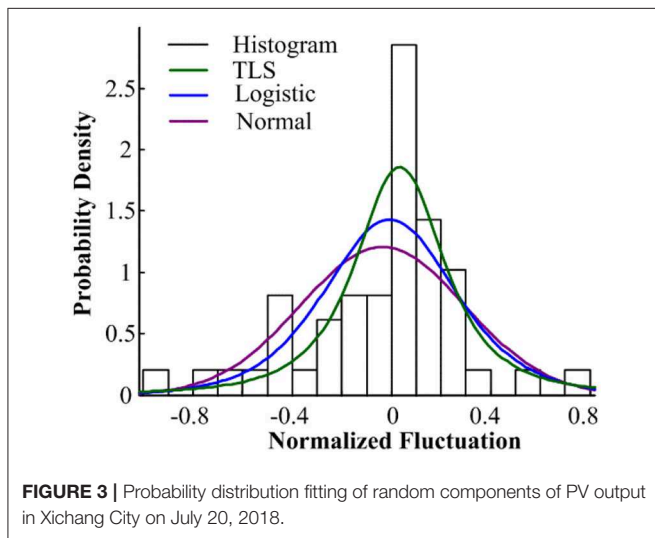 Histogram
TLS
Logistic
Normal
Probability Density
2.5
2
1.5
1
0.5
0
-0.8 -0.4 0 0.4 0.8
Normalized Fluctuation
FIGURE 3 | Probability distribution fitting of random components of PV output
in Xichang City on July 20, 2018.